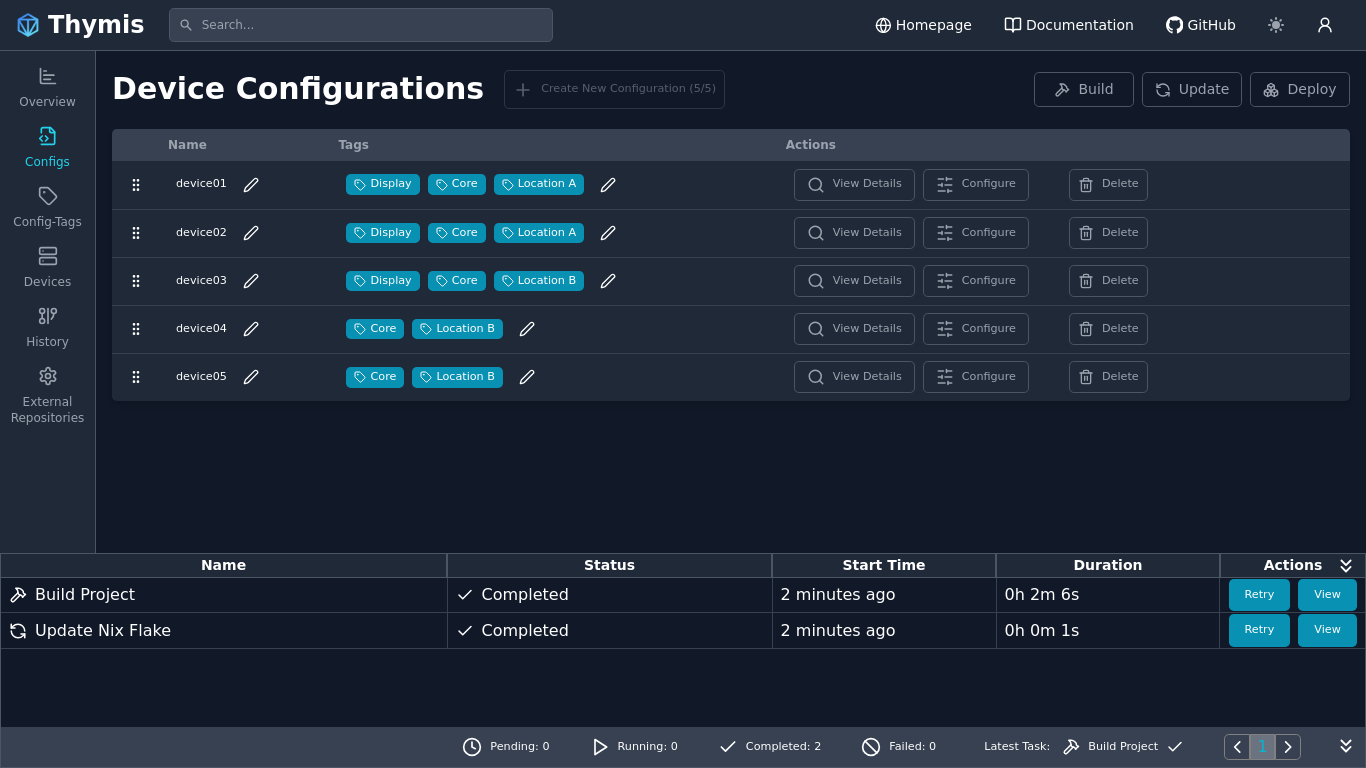 Thymis Search... Homepage Documentation GitHub
Overview
Configs
Config-Tags
Devices
History
External
Repositories
Device Configurations Create New Configuration (5/5) Build Update Deploy
Name Tags Actions
device01 Display Core Location A View Details Configure Delete
device02 Display Core Location A View Details Configure Delete
device03 Display Core Location B View Details Configure Delete
device04 Core Location B View Details Configure Delete
device05 Core Location B View Details Configure Delete
Name Status Start Time Duration Actions
Build Project Completed 2 minutes ago 0h 2m 6s Retry View
Update Nix Flake Completed 2 minutes ago 0h 0m 1s Retry View
Pending: 0 Running: 0 Completed: 2 Failed: 0 Latest Task: Build Project 1